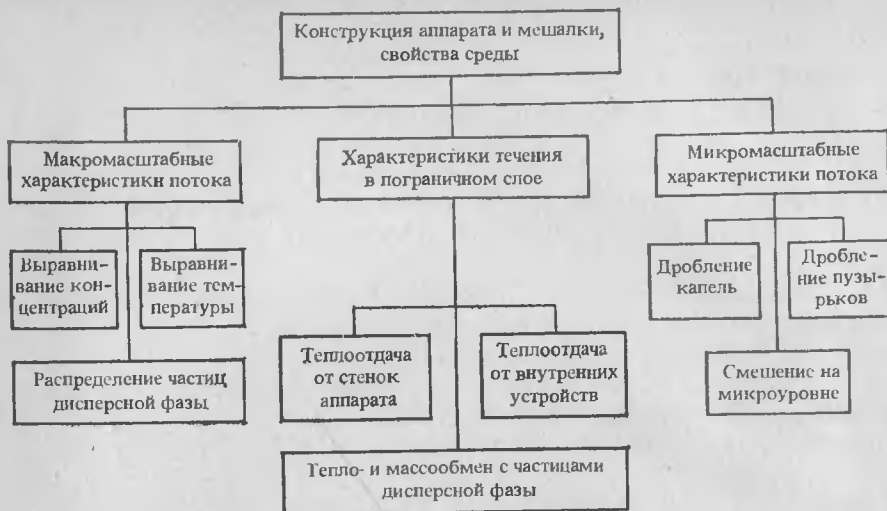 Конструкция аппарата и мешалки,
свойства среды
Макромасштабные
характеристики потока
Характеристики течения
в пограничном слое
Микромасштабные
характеристики потока
Выравни-
вание кон-
центраций
Выравни-
вание тем-
пературы
Дробление
капель
Дробле-
ние пузы-
рьков
Распределение частиц
дисперсной фазы
Теплоотдача
от стенок
аппарата
Теплоотдача
от внутренних
устройств
Смешение на
микроуровне
Тепло- и массообмен с частицами
дисперсной фазы